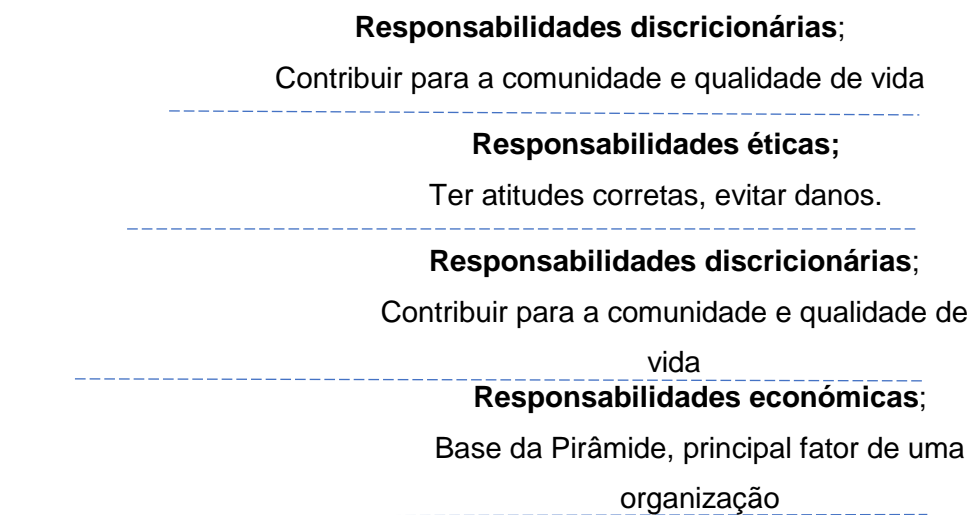 Responsabilidades discricionárias;
Contribuir para a comunidade e qualidade de vida
Responsabilidades éticas;
Ter atitudes corretas, evitar danos.
Responsabilidades discricionárias;
Contribuir para a comunidade e qualidade de
vida
Responsabilidades económicas;
Base da Pirâmide, principal fator de uma
organização